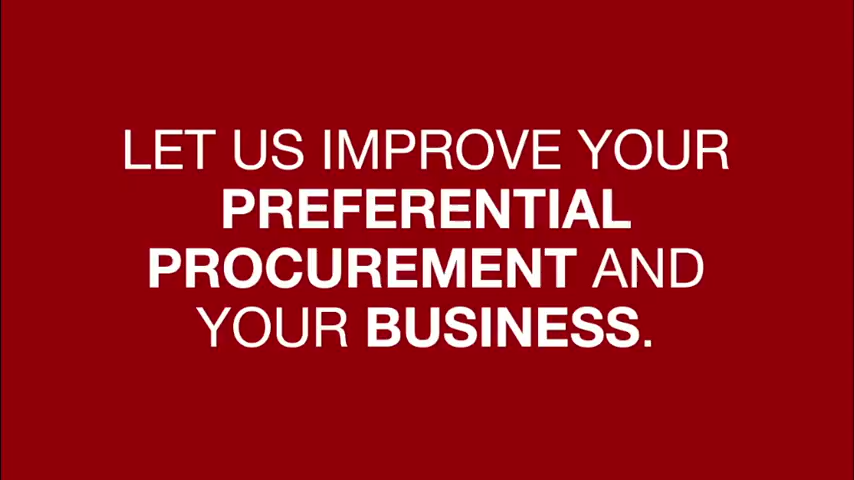 LET US IMPROVE YOUR
PREFERENTIAL
PROCUREMENT AND
YOUR BUSINESS.